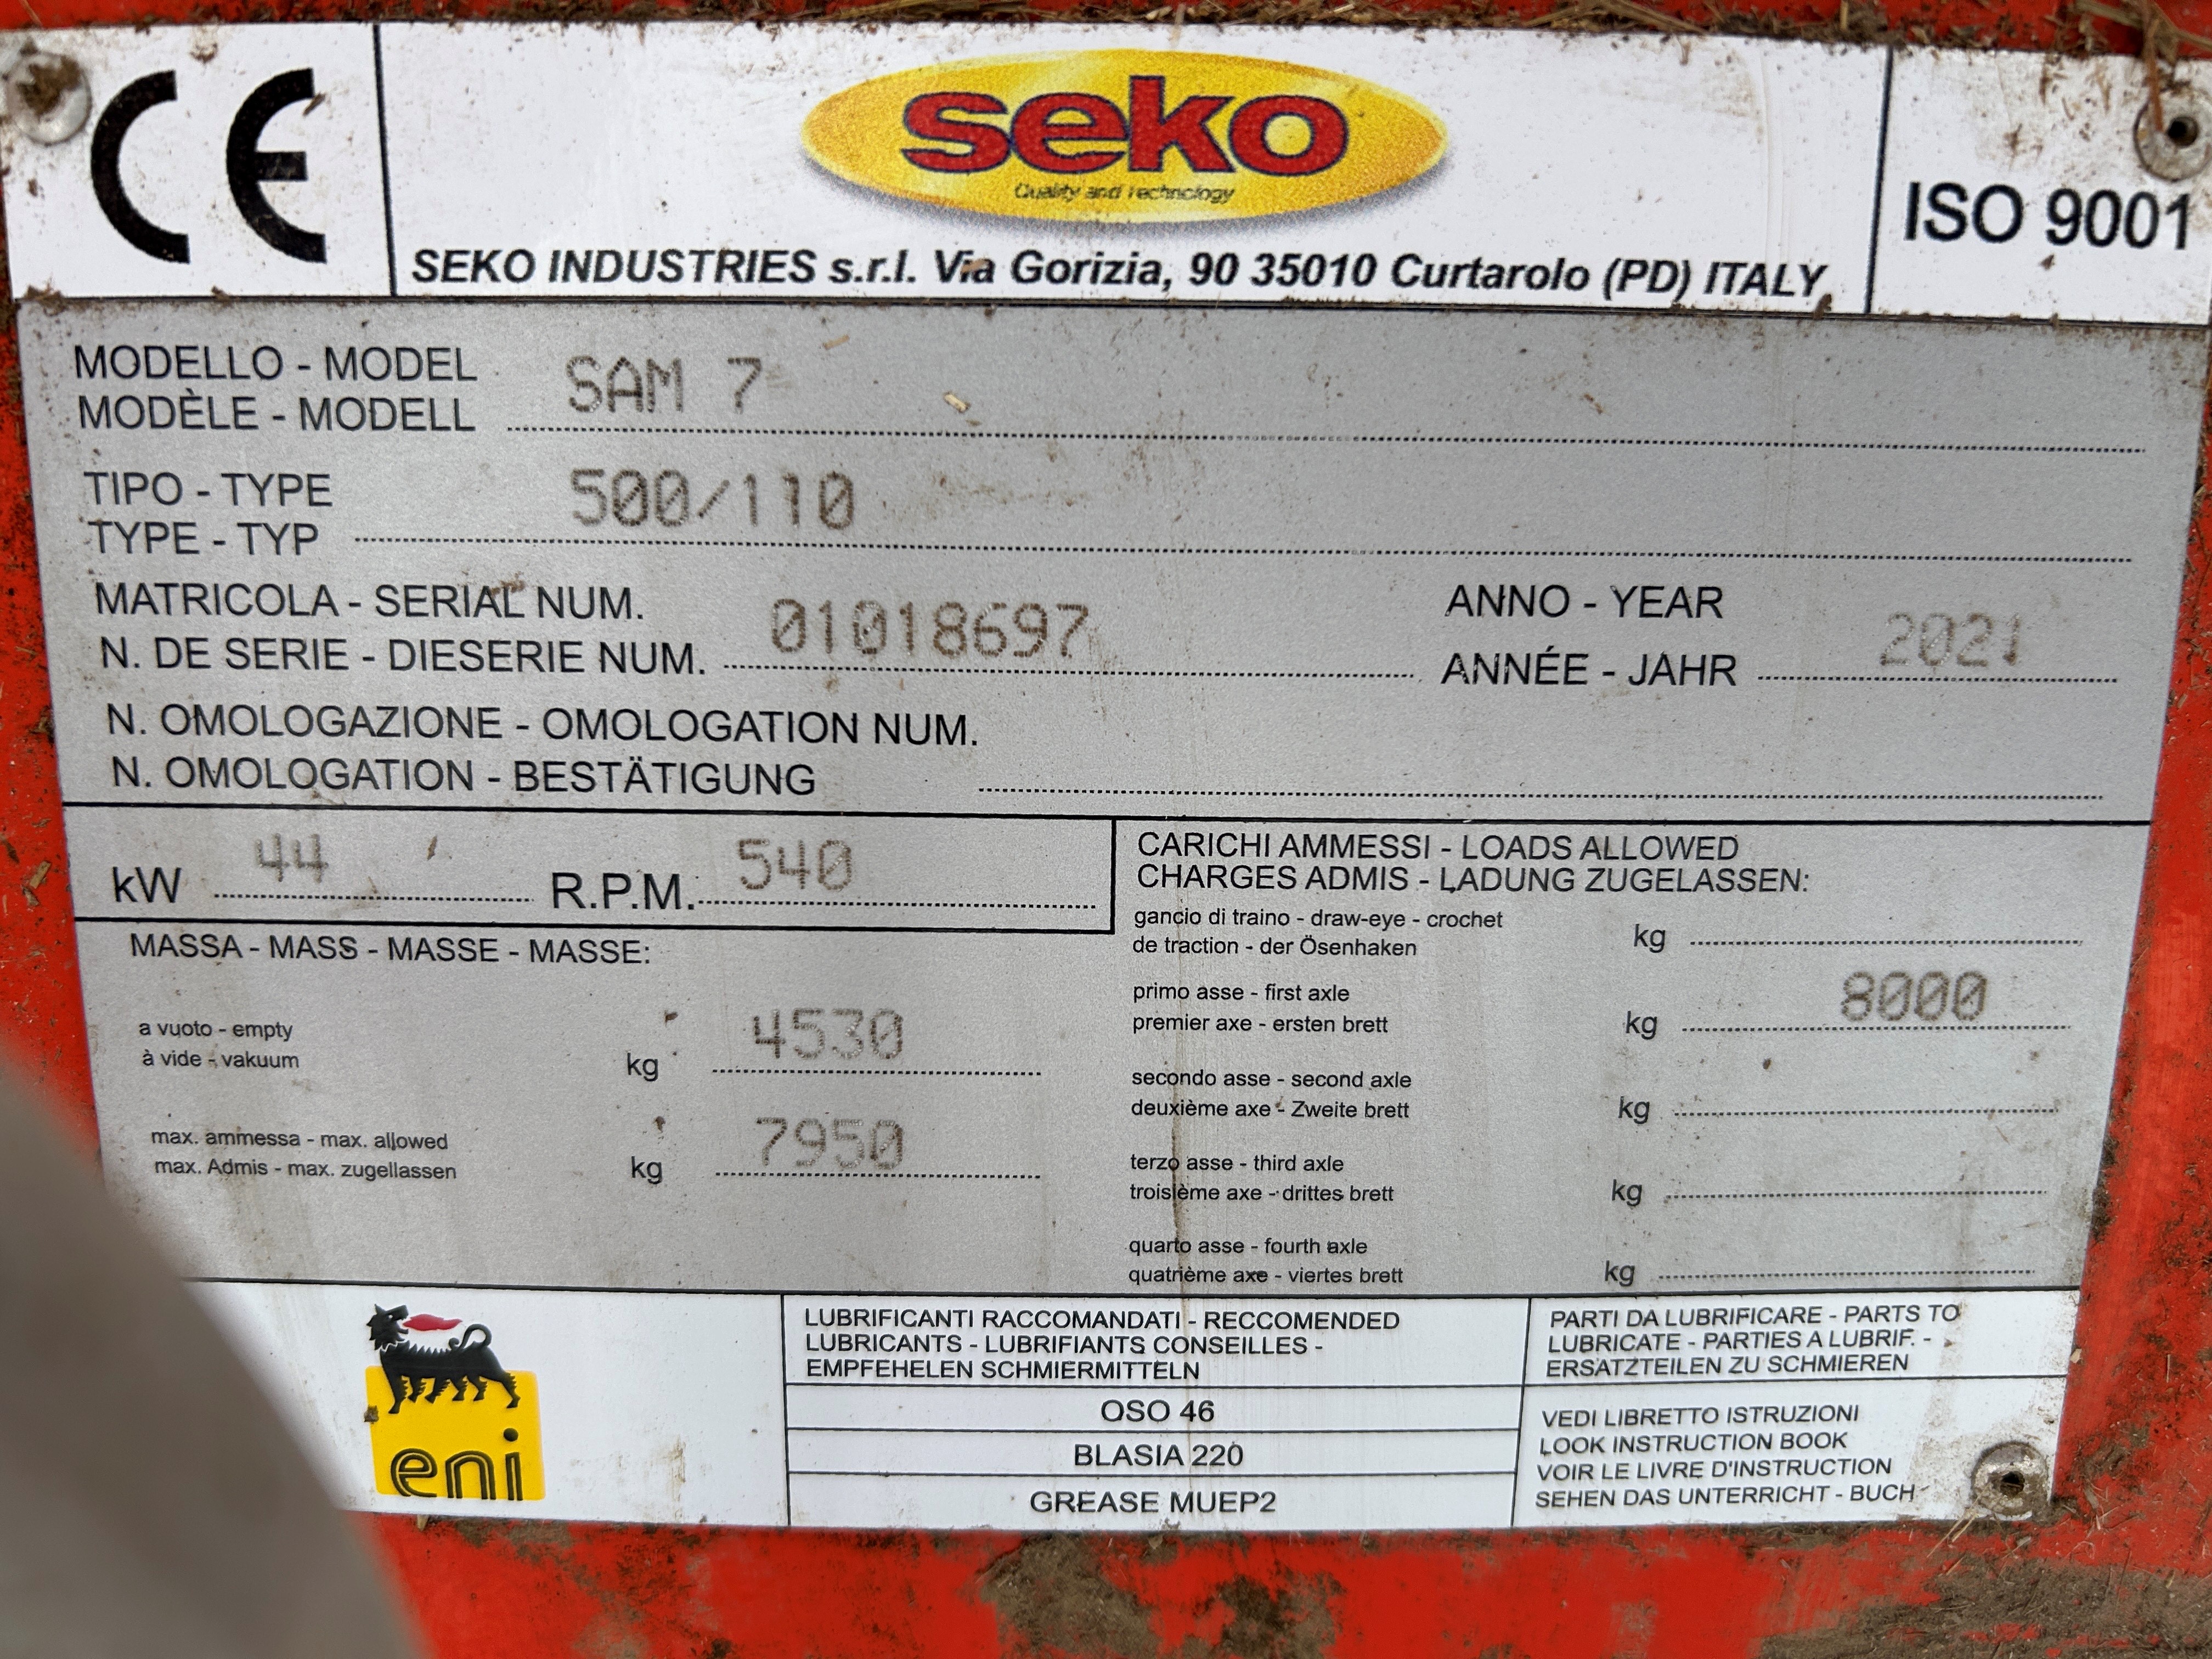 CE
seko
Quality and Technology
SEKO INDUSTRIES s.r.l. Via Gorizia, 90 35010 Curtarolo (PD) ITALY
ISO 9001
MODELLO - MODEL
MODÈLE - MODELL
SAM 7
TIPO - TYPE
TYPE - TYP
500/110
MATRICOLA - SERIAL NUM.
N. DE SERIE - DIESERIE NUM.
01018697
ANNO - YEAR
ANNÉE - JAHR
2021
N. OMOLOGAZIONE - OMOLOGATION NUM.
N. OMOLOGATION - BESTÄTIGUNG
kW 44 R.P.M. 540
MASSA - MASS - MASSE - MASSE:
a vuoto - empty
à vide - vakuum
kg 4530
max. ammessa - max. allowed
max. Admis - max. zugellassen
kg 7950
CARICHI AMMESSI - LOADS ALLOWED
CHARGES ADMIS - LADUNG ZUGELASSEN:
gancio di traino - draw-eye - crochet
de traction - der Ösenhaken
kg
primo asse - first axle
premier axe - ersten brett
kg 8000
secondo asse - second axle
deuxième axe - Zweite brett
kg
terzo asse - third axle
troisième axe - drittes brett
kg
quarto asse - fourth axle
quatrième axe - viertes brett
kg
eni
LUBRIFICANTI RACCOMANDATI - RECCOMENDED
LUBRICANTS - LUBRIFIANTS CONSEILLES -
EMPFEHELEN SCHMIERMITTELN
OSO 46
BLASIA 220
GREASE MUEP2
PARTI DA LUBRIFICARE - PARTS TO
LUBRICATE - PARTIES A LUBRIF. -
ERSATZTEILEN ZU SCHMIEREN
VEDI LIBRETTO ISTRUZIONI
LOOK INSTRUCTION BOOK
VOIR LE LIVRE D'INSTRUCTION
SEHEN DAS UNTERRICHT - BUCH